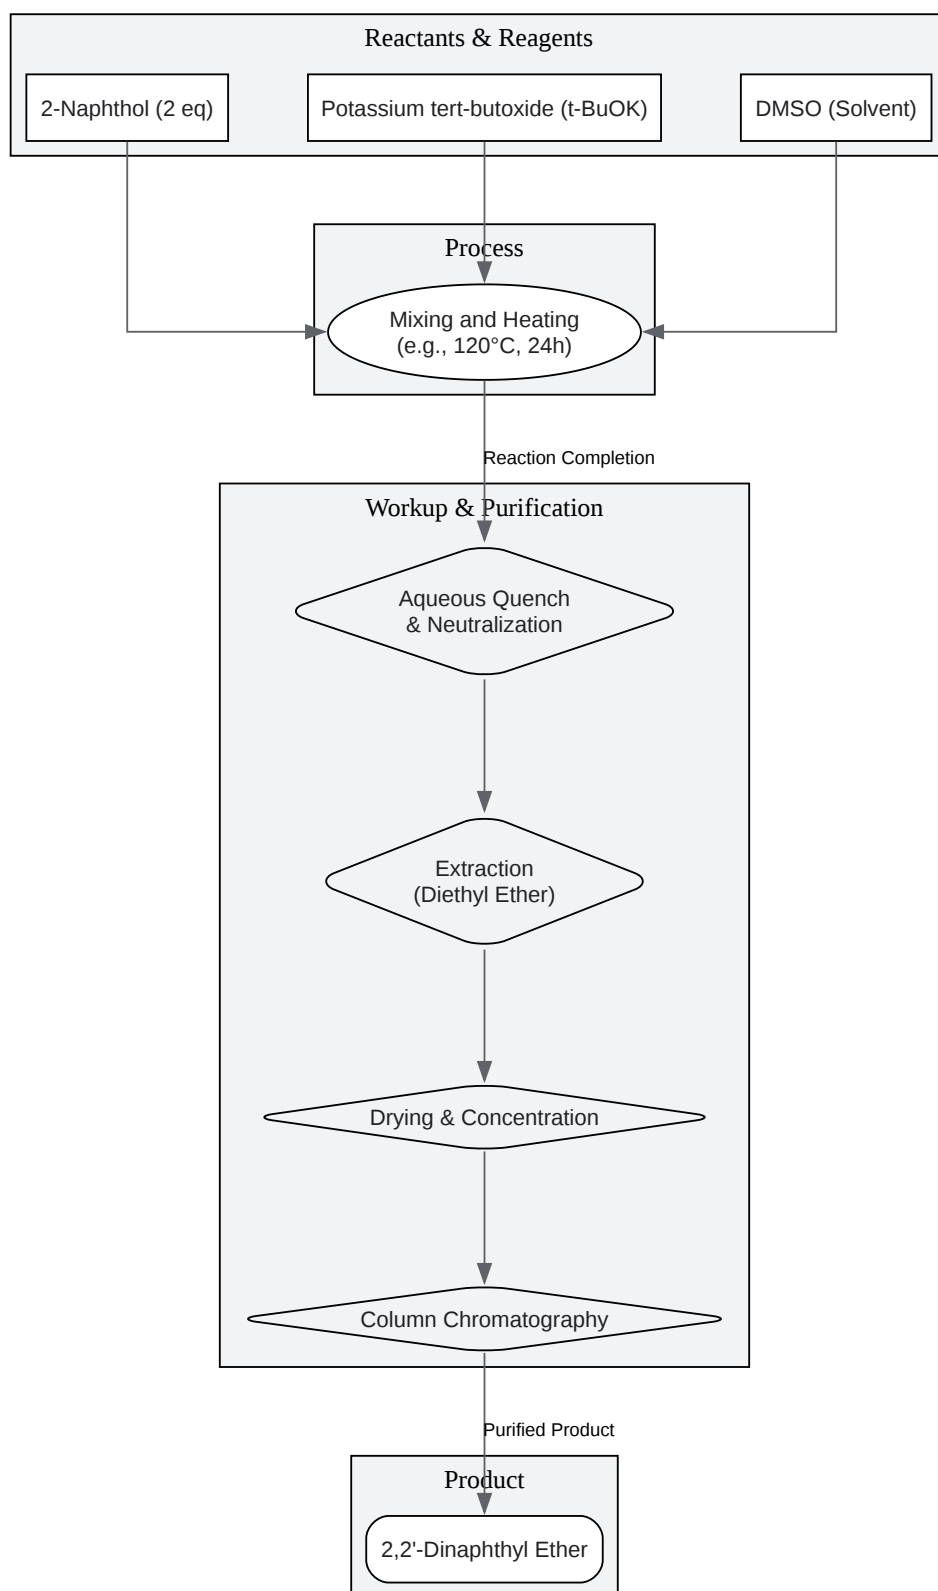 Reactants & Reagents
2-Naphthol (2 eq)
Potassium tert-butoxide (t-BuOK)
DMSO (Solvent)
Process
Mixing and Heating
(e.g., 120°C, 24h)
Reaction Completion
Workup & Purification
Aqueous Quench
& Neutralization
Extraction
(Diethyl Ether)
Drying & Concentration
Column Chromatography
Purified Product
Product
2,2'-Dinaphthyl Ether